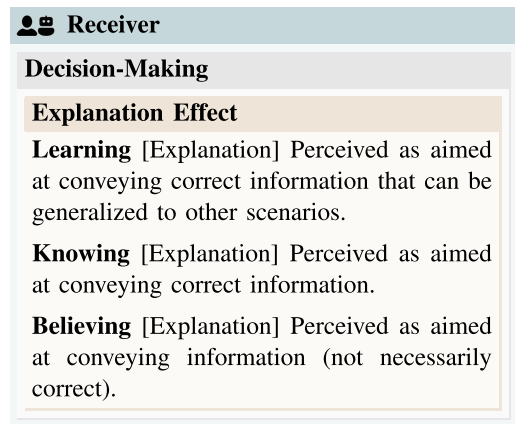 Receiver
Decision-Making
Explanation Effect
Learning [Explanation] Perceived as aimed
at conveying correct information that can be
generalized to other scenarios.
Knowing [Explanation] Perceived as aimed
at conveying correct information.
Believing [Explanation] Perceived as aimed
at conveying information (not necessarily
correct).